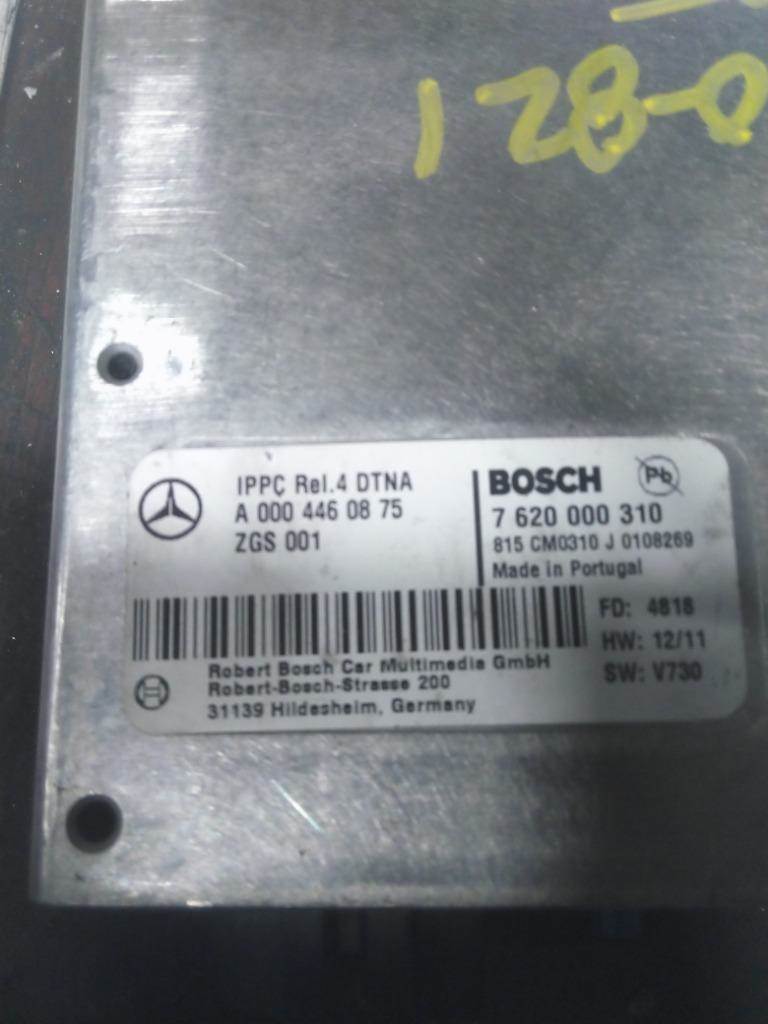 128-0
IPPC Rel.4 DTNA
A 000 446 08 75
ZGS 001
BOSCH
Pb
7 620 000 310
815 CM0310 J 0108269
Made in Portugal
FD: 4818
HW: 12/11
SW: V730
Robert Bosch Car Multimedia GmbH
Robert-Bosch-Strasse 200
31139 Hildesheim, Germany